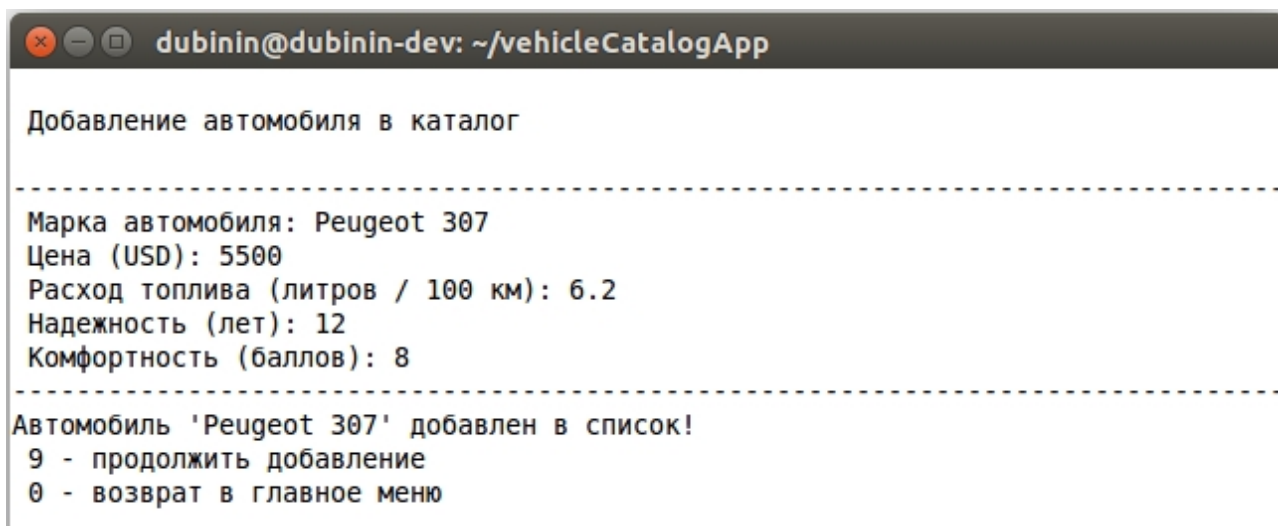 dubinin@dubinin-dev: ~/vehicleCatalogApp
Добавление автомобиля в каталог
--------------------------------------------------------------------------------
Марка автомобиля: Peugeot 307
Цена (USD): 5500
Расход топлива (литров / 100 км): 6.2
Надежность (лет): 12
Комфортность (баллов): 8
--------------------------------------------------------------------------------
Автомобиль 'Peugeot 307' добавлен в список!
9 - продолжить добавление
0 - возврат в главное меню